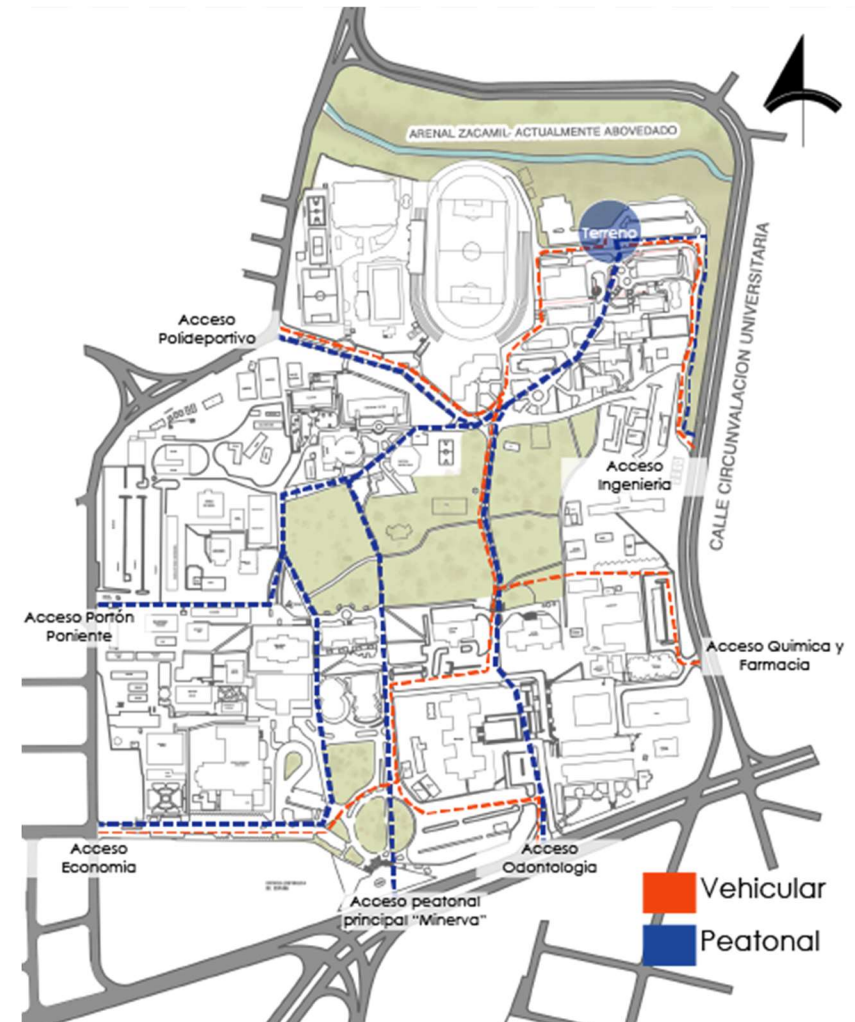 ARENAL ZACAMIL- ACTUALMENTE ABOVEDADO
Terreno
CALLE CIRCUNVALACION UNIVERSITARIA
Acceso
Polideportivo
Acceso
Ingenieria
Acceso Portón
Poniente
Acceso Quimica y
Farmacia
Acceso
Economia
Acceso
Odontologia
Acceso peatonal
principal "Minerva"
Vehicular
Peatonal